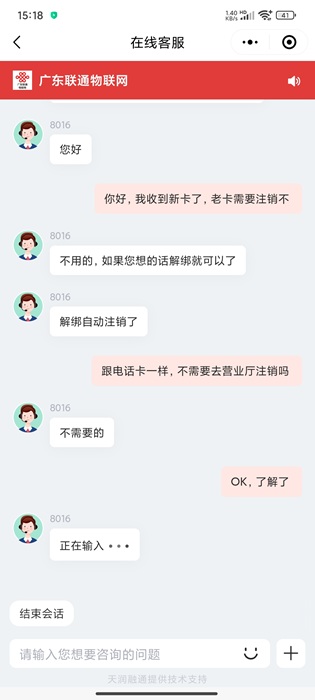 15:18
1.40 KB/s
41
在线客服
广东联通物联网
8016
您好
你好，我收到新卡了，老卡需要注销不
8016
不用的，如果您想的话解绑就可以了
8016
解绑自动注销了
跟电话卡一样，不需要去营业厅注销吗
8016
不需要的
OK，了解了
8016
正在输入 •••
结束会话
请输入您想要咨询的问题
天润融通提供技术支持